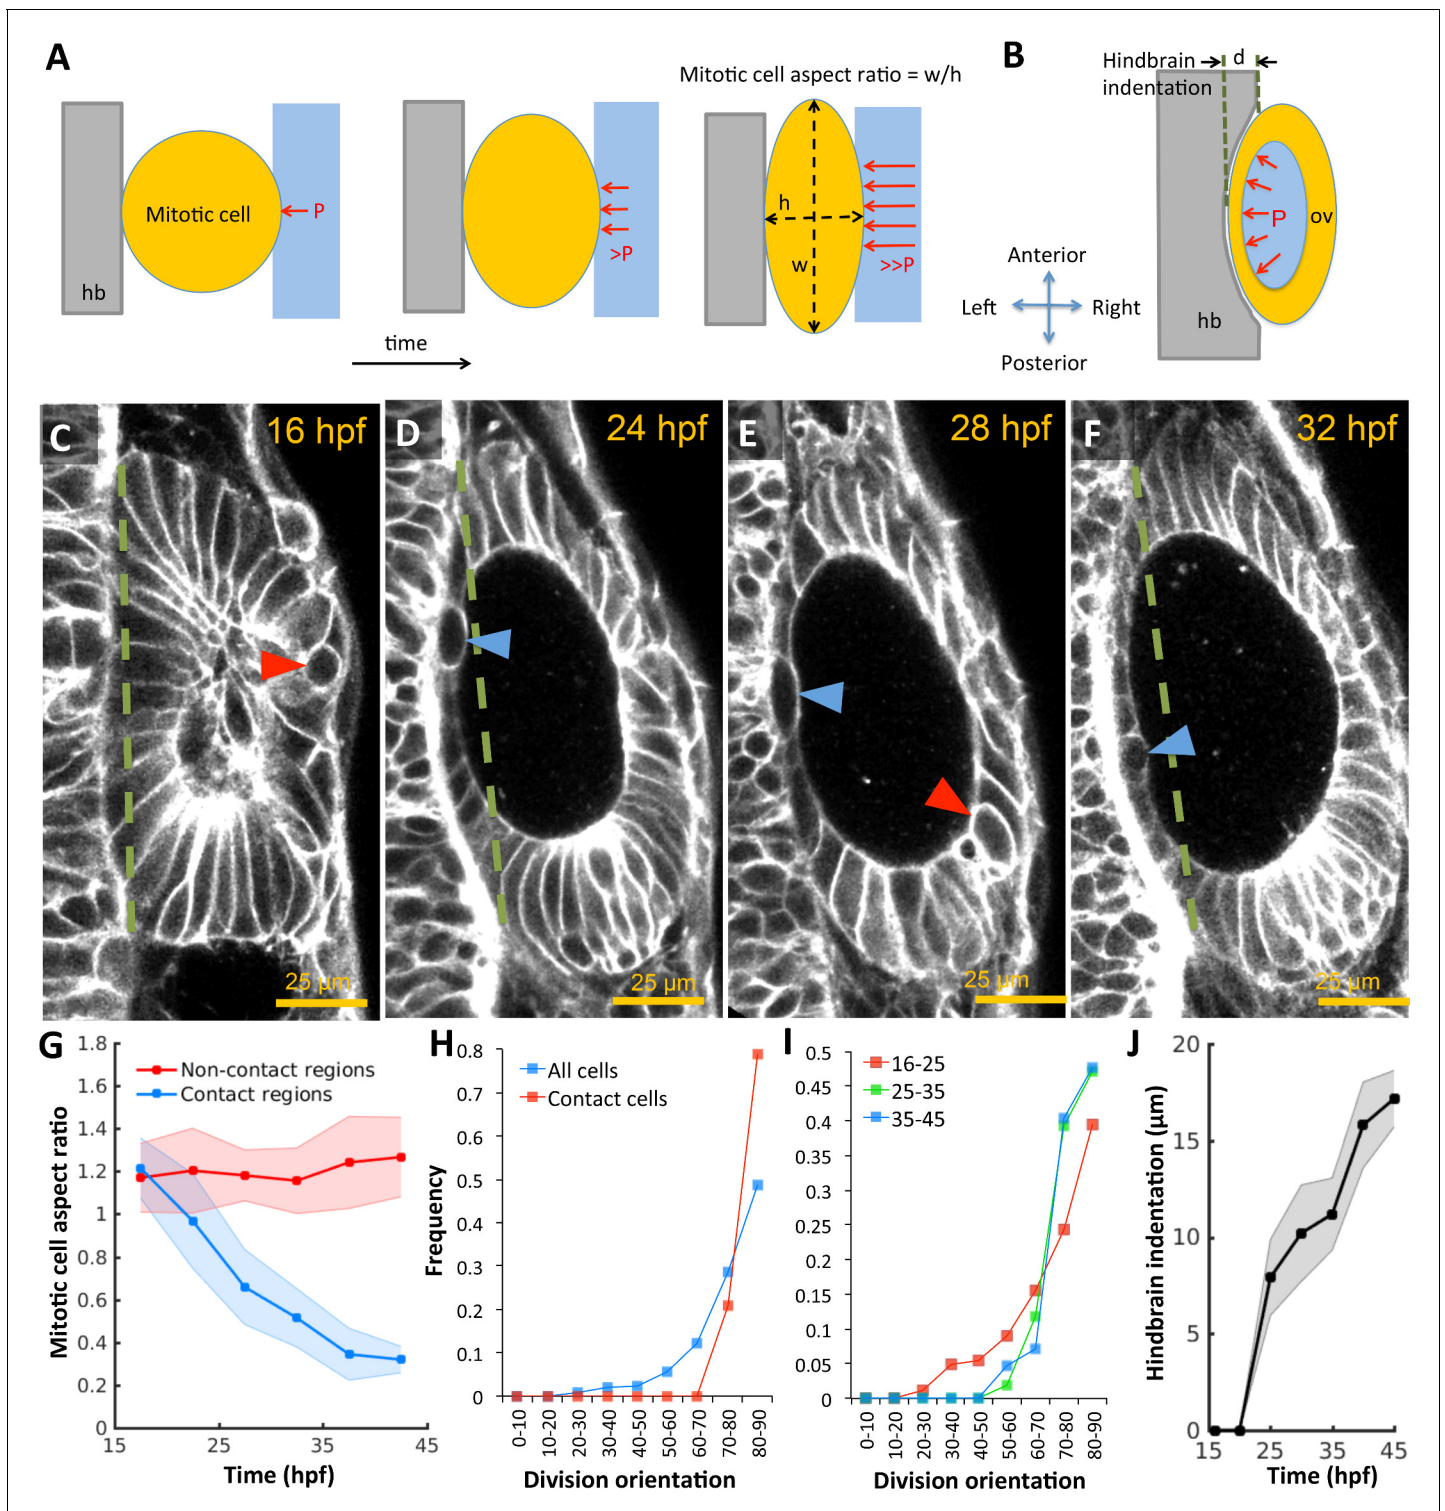 A
B
Mitotic cell aspect ratio = w/h
Hindbrain
indentation
d
Mitotic cell
P
hb
>P
h
w
>>P
time
P
ov
hb
Anterior
Left
Right
Posterior
C
16 hpf
25 µm
D
24 hpf
25 µm
E
28 hpf
25 µm
F
32 hpf
25 µm
G
Mitotic cell aspect ratio
1.8
1.6
1.4
1.2
1
0.8
0.6
0.4
0.2
0
Non-contact regions
Contact regions
15
25
35
45
Time (hpf)
H
Frequency
0.8
0.7
0.6
0.5
0.4
0.3
0.2
0.1
0
All cells
Contact cells
0-10
10-20
20-30
30-40
40-50
50-60
60-70
70-80
80-90
Division orientation
I
0.5
0.45
0.4
0.35
0.3
0.25
0.2
0.15
0.1
0.05
0
16-25
25-35
35-45
0-10
10-20
20-30
30-40
40-50
50-60
60-70
70-80
80-90
Division orientation
J
Hindbrain indentation (µm)
20
15
10
5
0
15
25
35
45
Time (hpf)